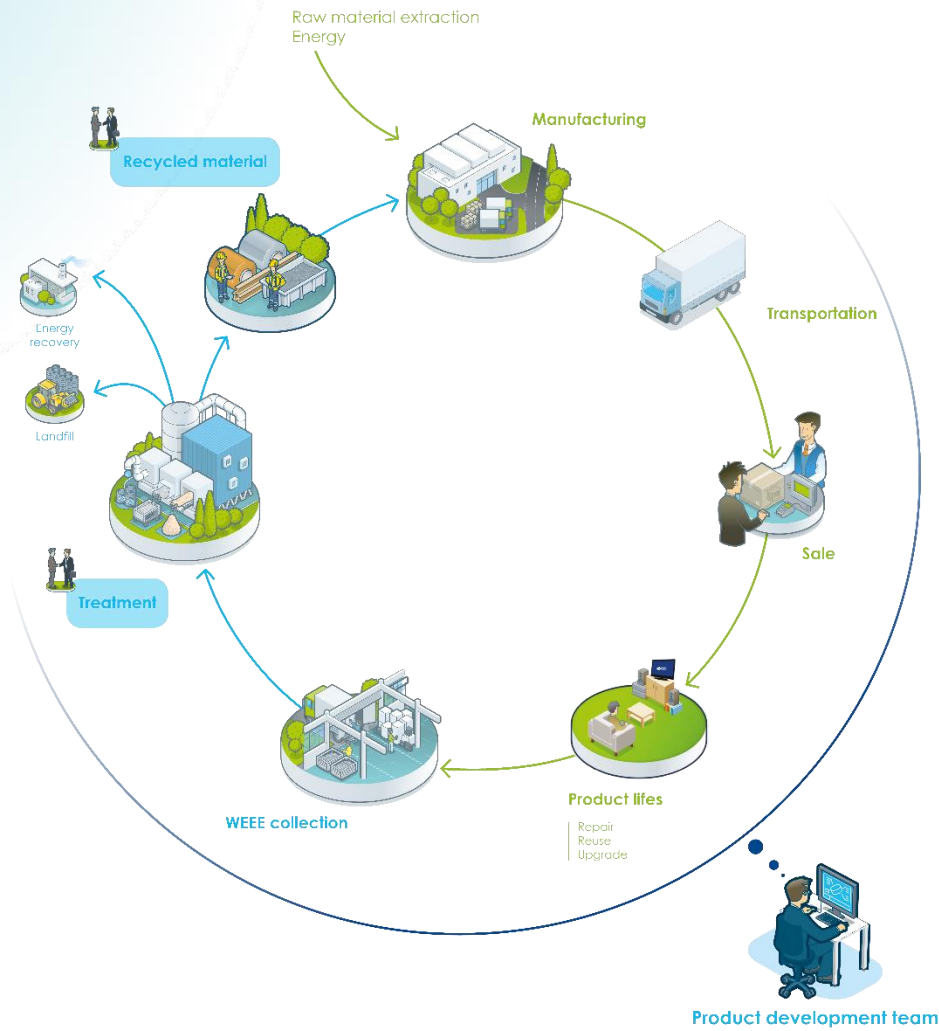 Raw material extraction
Energy
Manufacturing
Recycled material
Transportation
Energy
recovery
Landfill
Sale
Treatment
Product lifes
Repair
Reuse
Upgrade
WEEE collection
Product development team